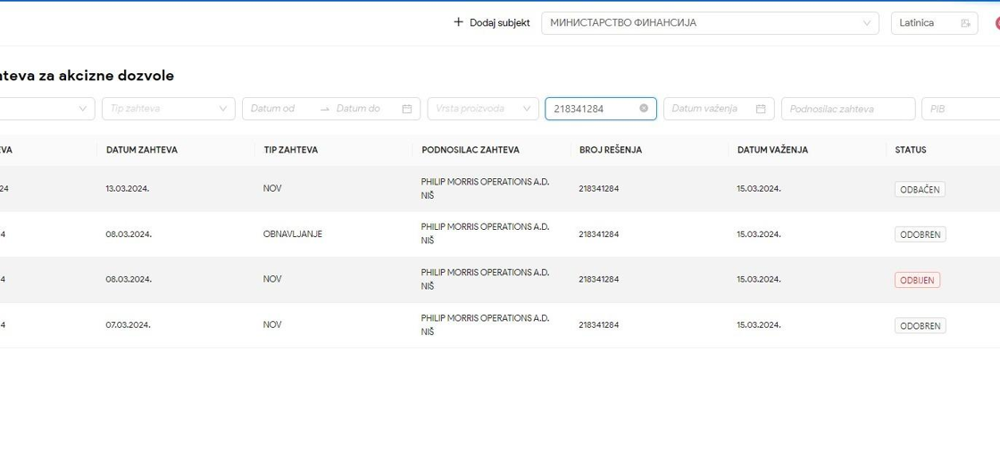 Dodaj subjekt МИНИСТАРСТВО ФИНАНСИЈА Latinica
hteva za akcizne dozvole
Tip zahteva Datum od Datum do Vrsta proizvoda 218341284 Datum važenja Podnosilac zahteva PIB
EVA DATUM ZAHTEVA TIP ZAHTEVA PODNOSILAC ZAHTEVA BROJ REŠENJA DATUM VAŽENJA STATUS
24 13.03.2024. NOV PHILIP MORRIS OPERATIONS A.D. NIŠ 218341284 15.03.2024. ODBAČEN
4 08.03.2024. OBNAVLJANJE PHILIP MORRIS OPERATIONS A.D. NIŠ 218341284 15.03.2024. ODOBREN
4 08.03.2024. NOV PHILIP MORRIS OPERATIONS A.D. NIŠ 218341284 15.03.2024. ODBIJEN
4 07.03.2024. NOV PHILIP MORRIS OPERATIONS A.D. NIŠ 218341284 15.03.2024. ODOBREN